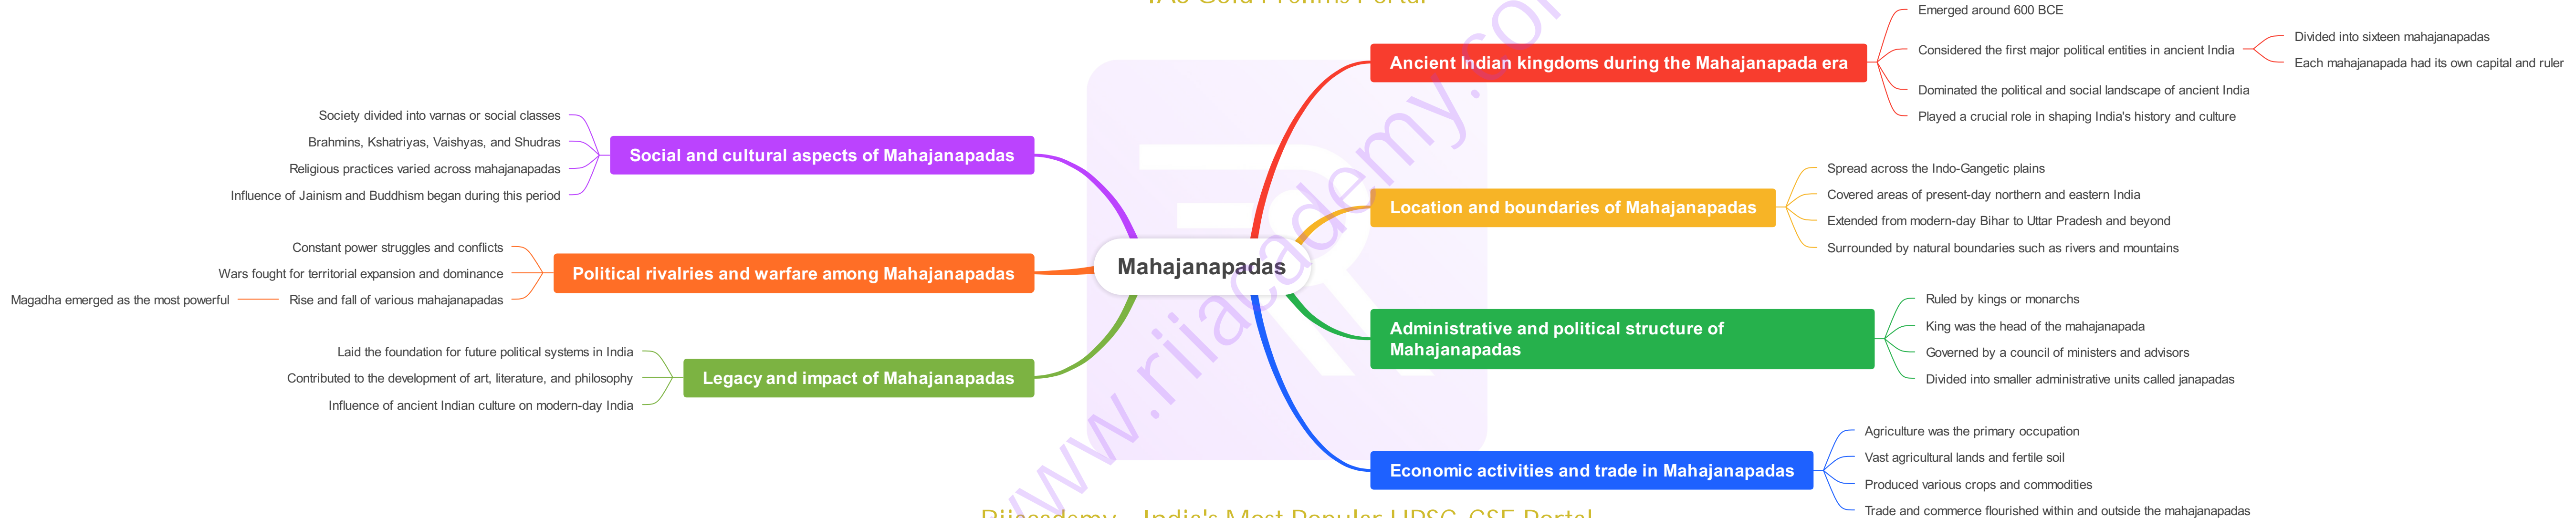 IAS Gold Prelims Portal
Mahajanapadas
Ancient Indian kingdoms during the Mahajanapada era
Emerged around 600 BCE
Considered the first major political entities in ancient India
Divided into sixteen mahajanapadas
Each mahajanapada had its own capital and ruler
Dominated the political and social landscape of ancient India
Played a crucial role in shaping India's history and culture
Location and boundaries of Mahajanapadas
Spread across the Indo-Gangetic plains
Covered areas of present-day northern and eastern India
Extended from modern-day Bihar to Uttar Pradesh and beyond
Surrounded by natural boundaries such as rivers and mountains
Administrative and political structure of
Mahajanapadas
Ruled by kings or monarchs
King was the head of the mahajanapada
Governed by a council of ministers and advisors
Divided into smaller administrative units called janapadas
Economic activities and trade in Mahajanapadas
Agriculture was the primary occupation
Vast agricultural lands and fertile soil
Produced various crops and commodities
Trade and commerce flourished within and outside the mahajanapadas
Social and cultural aspects of Mahajanapadas
Society divided into varnas or social classes
Brahmins, Kshatriyas, Vaishyas, and Shudras
Religious practices varied across mahajanapadas
Influence of Jainism and Buddhism began during this period
Political rivalries and warfare among Mahajanapadas
Constant power struggles and conflicts
Wars fought for territorial expansion and dominance
Rise and fall of various mahajanapadas
Magadha emerged as the most powerful
Legacy and impact of Mahajanapadas
Laid the foundation for future political systems in India
Contributed to the development of art, literature, and philosophy
Influence of ancient Indian culture on modern-day India
www.rijiacademy.co
India's Most Popular UPSC-CSE Portal